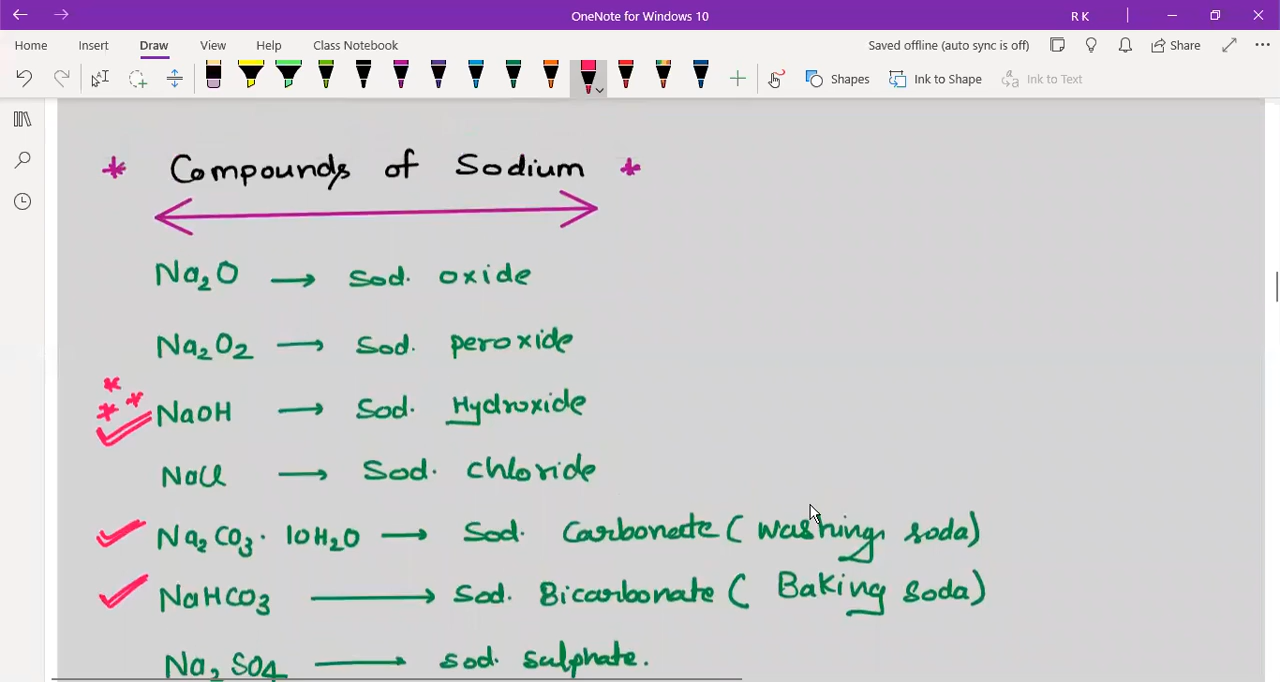 OneNote for Windows 10
R K
Home Insert Draw View Help Class Notebook
Saved offline (auto sync is off)
Share
Shapes
Ink to Shape
Ink to Text
* Compounds of Sodium *
Na₂O → Sod. oxide
Na₂O₂ → Sod. peroxide
NaOH → Sod. Hydroxide
NaCl → Sod. chloride
Na₂CO₃. 10H₂O → Sod. Carbonate ( Washing soda)
NaHCO₃ → Sod. Bicarbonate ( Baking soda)
Na₂SO₄ → sod. sulphate.